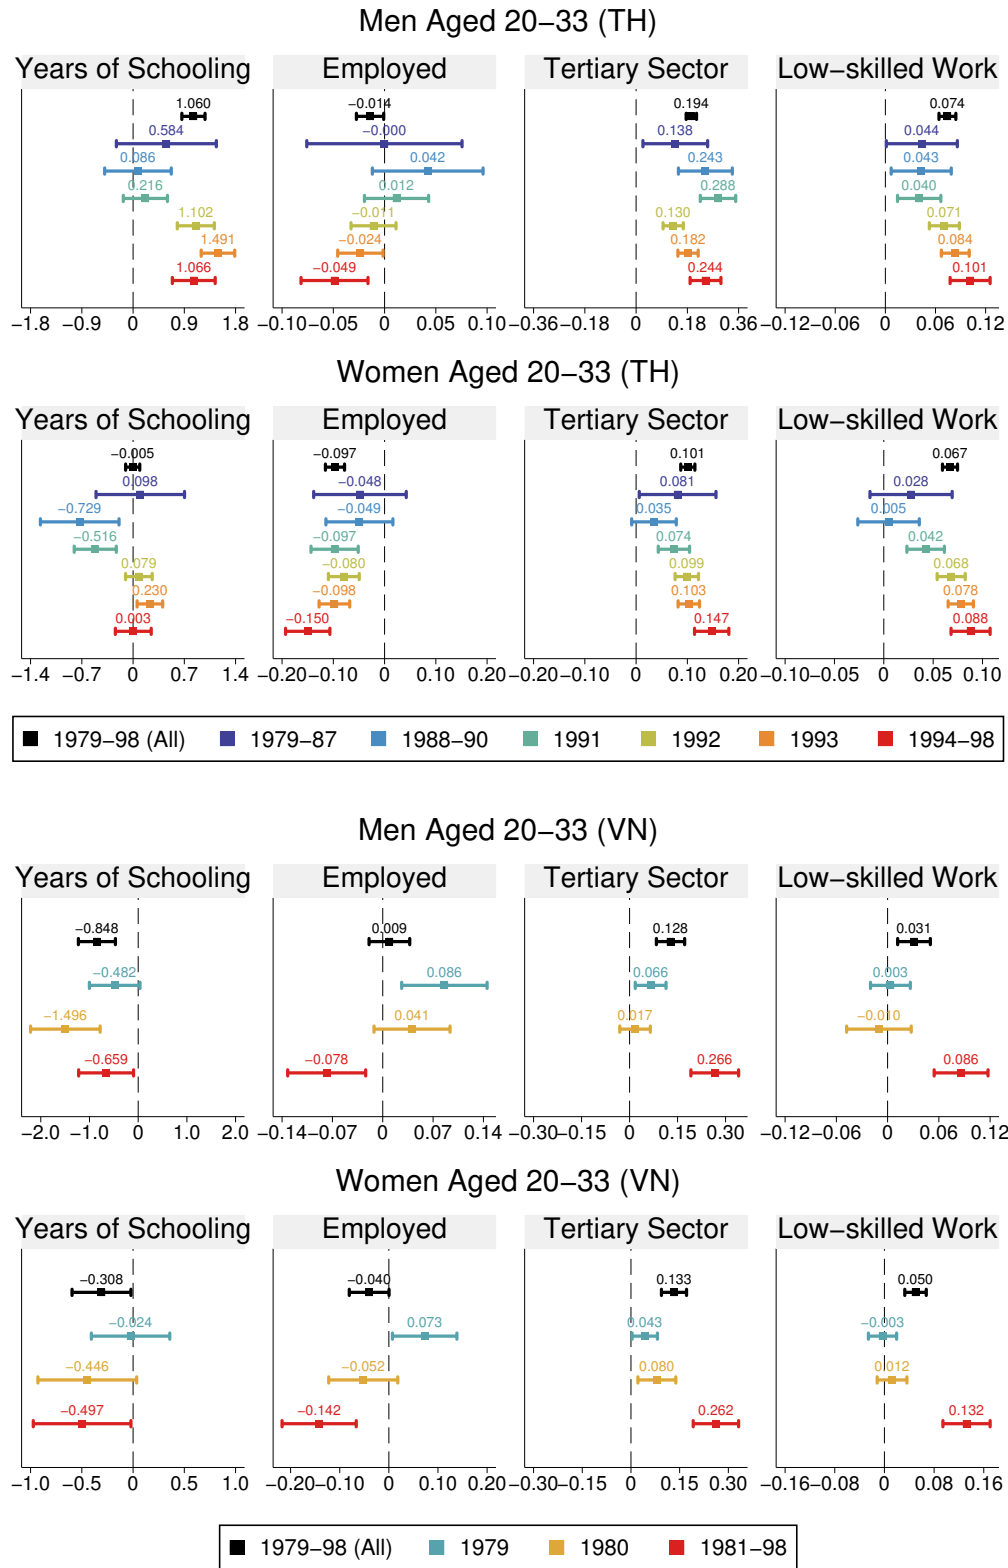 Men Aged 20−33 (TH)
Years of Schooling Employed Tertiary Sector Low−skilled Work
1.060 −0.014 0.194 0.074
0.584 −0.000 0.138 0.044
0.086 0.042 0.243 0.043
0.216 0.012 0.288 0.040
1.102 −0.011 0.130 0.071
1.491 −0.024 0.182 0.084
1.066 −0.049 0.244 0.101
−1.8 −0.9 0 0.9 1.8 −0.10 −0.05 0 0.05 0.10 −0.36 −0.18 0 0.18 0.36 −0.12 −0.06 0 0.06 0.12
Women Aged 20−33 (TH)
Years of Schooling Employed Tertiary Sector Low−skilled Work
−0.005 −0.097 0.101 0.067
0.098 −0.048 0.081 0.028
−0.729 −0.049 0.035 0.005
−0.516 −0.097 0.074 0.042
0.079 −0.080 0.099 0.068
0.230 −0.098 0.103 0.078
0.003 −0.150 0.147 0.088
−1.4 −0.7 0 0.7 1.4 −0.20 −0.10 0 0.10 0.20 −0.20 −0.10 0 0.10 0.20 −0.10 −0.05 0 0.05 0.10
1979−98 (All) 1979−87 1988−90 1991 1992 1993 1994−98
Men Aged 20−33 (VN)
Years of Schooling Employed Tertiary Sector Low−skilled Work
−0.848 0.009 0.128 0.031
−0.482 0.086 0.066 0.003
−1.496 0.041 0.017 −0.010
−0.659 −0.078 0.266 0.086
−2.0 −1.0 0 1.0 2.0 −0.14 −0.07 0 0.07 0.14 −0.30 −0.15 0 0.15 0.30 −0.12 −0.06 0 0.06 0.12
Women Aged 20−33 (VN)
Years of Schooling Employed Tertiary Sector Low−skilled Work
−0.308 −0.040 0.133 0.050
−0.024 0.073 0.043 −0.003
−0.446 −0.052 0.080 0.012
−0.497 −0.142 0.262 0.132
−1.0 −0.5 0 0.5 1.0 −0.20 −0.10 0 0.10 0.20 −0.30 −0.15 0 0.15 0.30 −0.16 −0.08 0 0.08 0.16
1979−98 (All) 1979 1980 1981−98